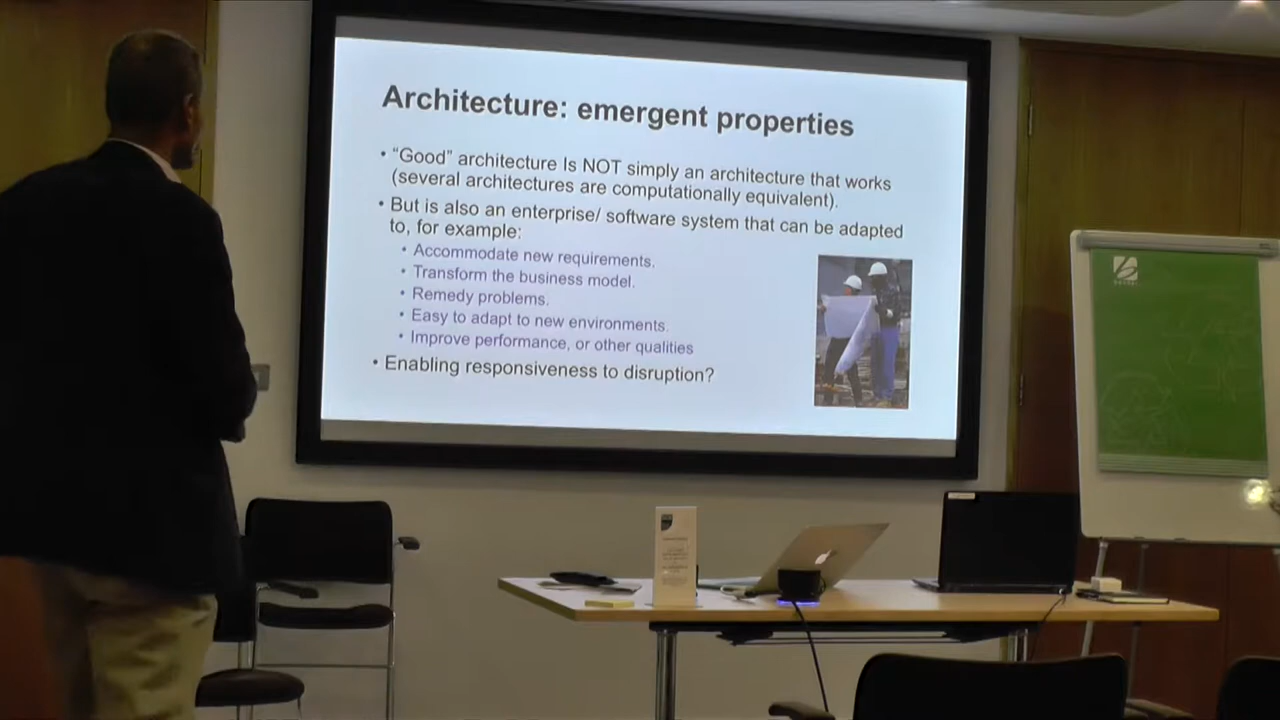 Architecture: emergent properties
• “Good” architecture Is NOT simply an architecture that works
(several architectures are computationally equivalent).
• But is also an enterprise/ software system that can be adapted
to, for example:
• Accommodate new requirements.
• Transform the business model.
• Remedy problems.
• Easy to adapt to new environments.
• Improve performance, or other qualities
• Enabling responsiveness to disruption?